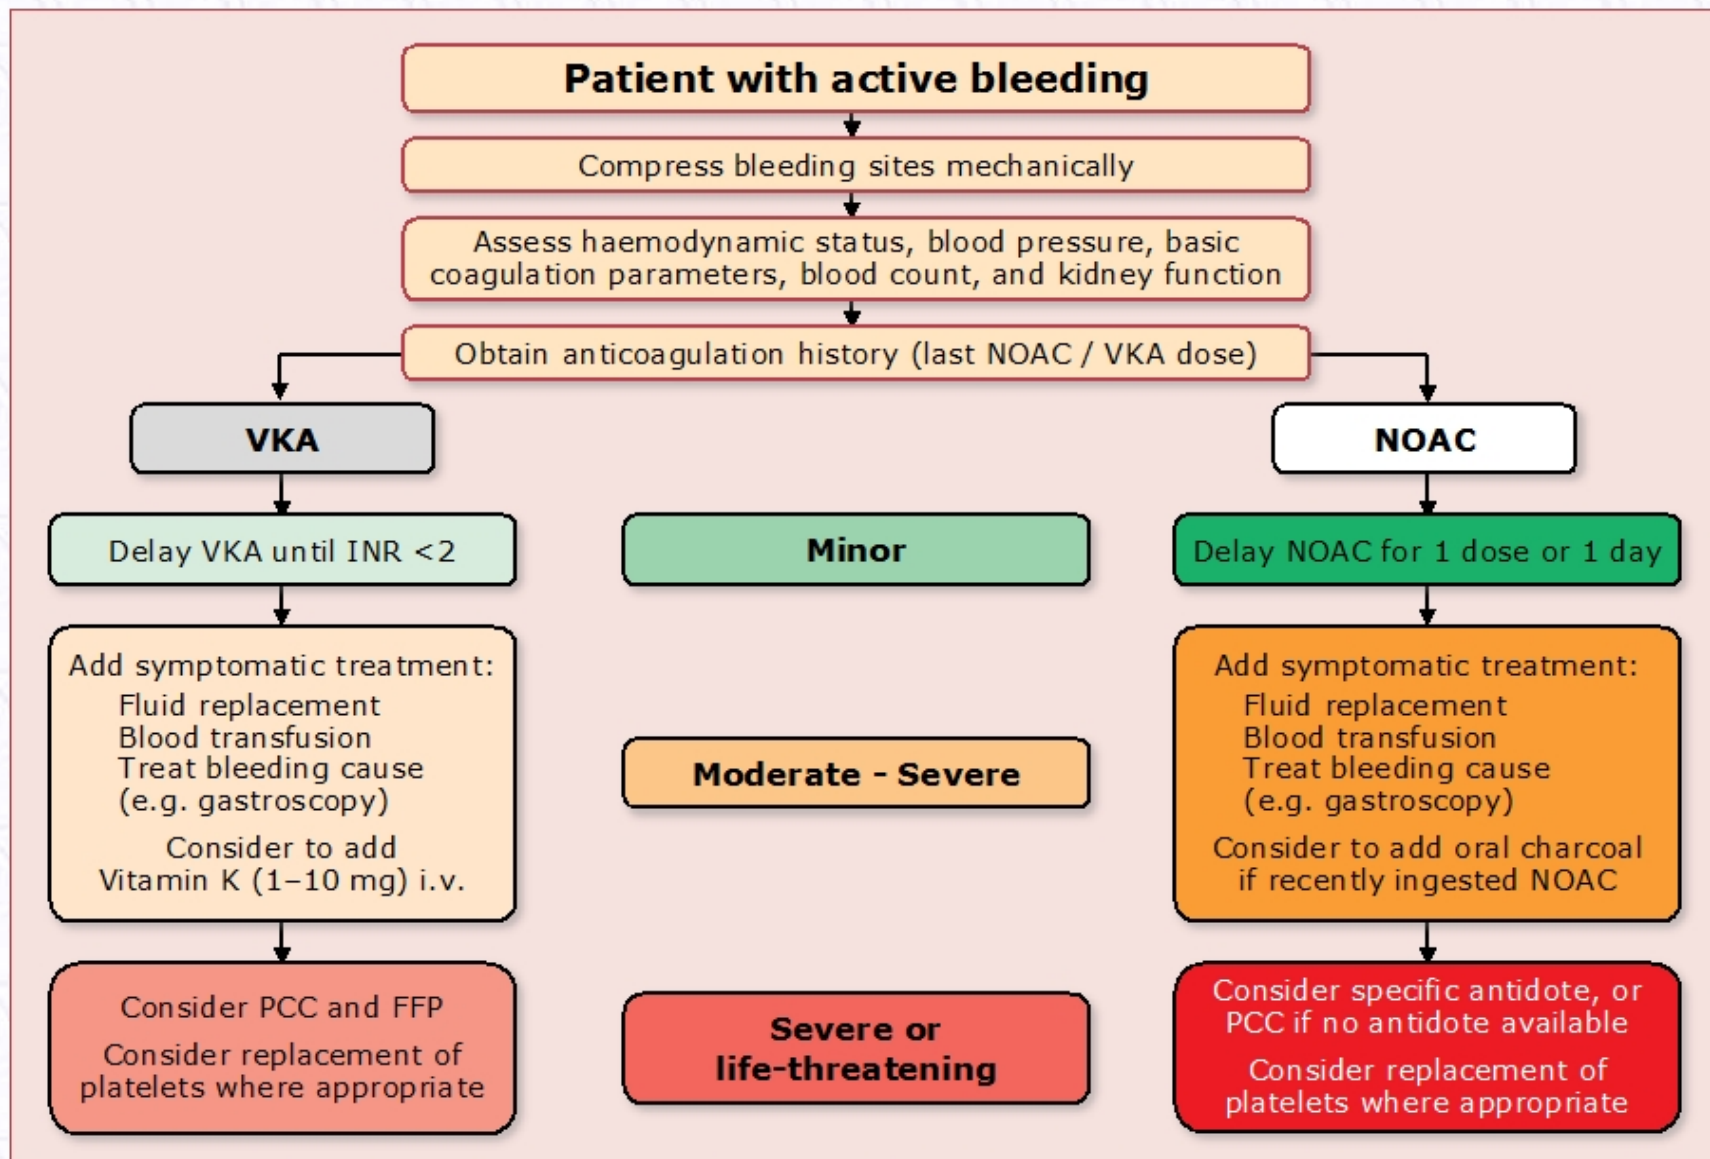 Patient with active bleeding
Compress bleeding sites mechanically
Assess haemodynamic status, blood pressure, basic
coagulation parameters, blood count, and kidney function
Obtain anticoagulation history (last NOAC / VKA dose)
VKA
NOAC
Delay VKA until INR <2
Minor
Delay NOAC for 1 dose or 1 day
Add symptomatic treatment:
Fluid replacement
Blood transfusion
Treat bleeding cause
(e.g. gastroscopy)
Consider to add
Vitamin K (1–10 mg) i.v.
Moderate - Severe
Add symptomatic treatment:
Fluid replacement
Blood transfusion
Treat bleeding cause
(e.g. gastroscopy)
Consider to add oral charcoal
if recently ingested NOAC
Consider PCC and FFP
Consider replacement of
platelets where appropriate
Severe or
life-threatening
Consider specific antidote, or
PCC if no antidote available
Consider replacement of
platelets where appropriate